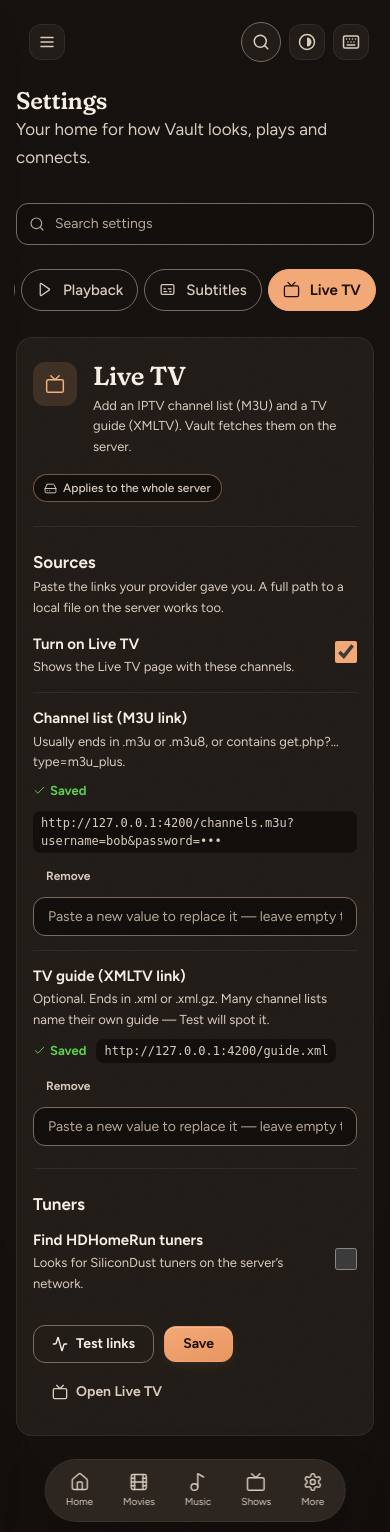 Settings
Your home for how Vault looks, plays and
connects.
Search settings
Playback
Subtitles
Live TV
Live TV
Add an IPTV channel list (M3U) and a TV
guide (XMLTV). Vault fetches them on the
server.
Applies to the whole server
Sources
Paste the links your provider gave you. A full path to a
local file on the server works too.
Turn on Live TV
Shows the Live TV page with these channels.
Channel list (M3U link)
Usually ends in .m3u or .m3u8, or contains get.php?…
type=m3u_plus.
Saved
http://127.0.0.1:4200/channels.m3u?
username=bob&password=•••
Remove
Paste a new value to replace it — leave empty t
TV guide (XMLTV link)
Optional. Ends in .xml or .xml.gz. Many channel lists
name their own guide — Test will spot it.
Saved
http://127.0.0.1:4200/guide.xml
Remove
Paste a new value to replace it — leave empty t
Tuners
Find HDHomeRun tuners
Looks for SiliconDust tuners on the server's
network.
Test links
Save
Open Live TV
Home
Movies
Music
Shows
More